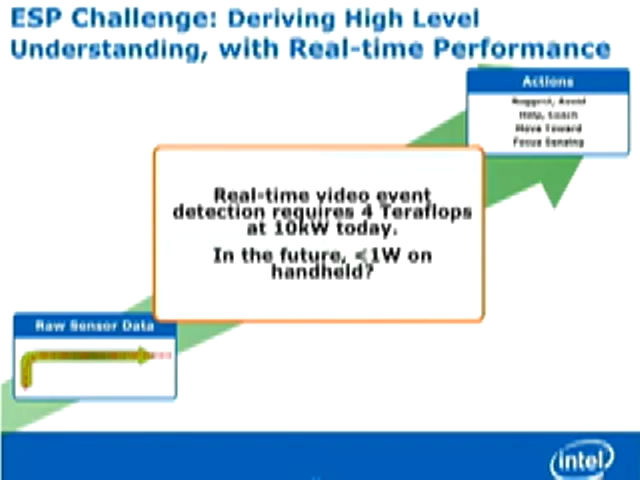 ESP Challenge: Deriving High Level
Understanding, with Real-time Performance
Actions
Suggest, Assist
Help, Coach
Move Toward
Focus Sensing
Real-time video event
detection requires 4 Teraflops
at 10kW today.
In the future, <1W on
handheld?
Raw Sensor Data
intel